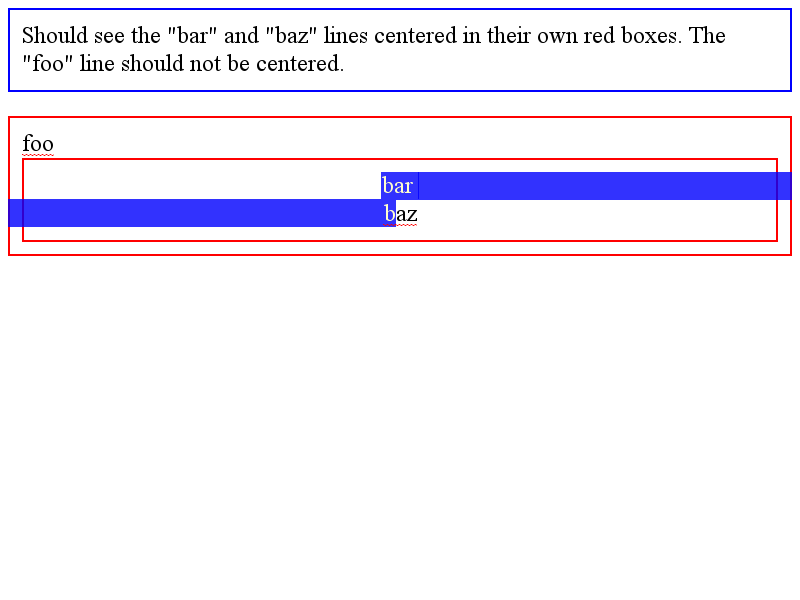 Should see the "bar" and "baz" lines centered in their own red boxes. The
"foo" line should not be centered.
foo
bar
baz